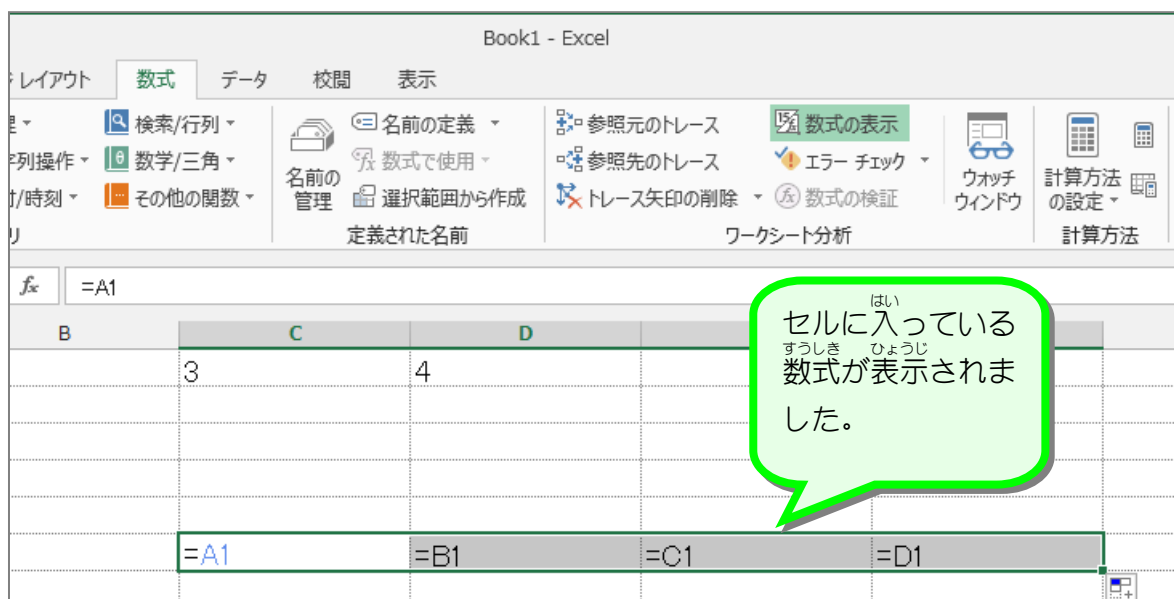 Book1 - Excel
レイアウト 数式 データ 校閲 表示
検索/行列 名前の定義 参照元のトレース 数式の表示
列操作 数学/三角 数式で使用 参照先のトレース エラー チェック
/時刻 その他の関数 名前の 管理 選択範囲から作成 トレース矢印の削除 数式の検証 ウォッチ ウィンドウ 計算方法 の設定
リ 定義された名前 ワークシート分析 計算方法
fx =A1
B C D
3 4
はい
セルに入っている
すうしき ひょうじ
数式が表示されま
した。
=A1 =B1 =C1 =D1